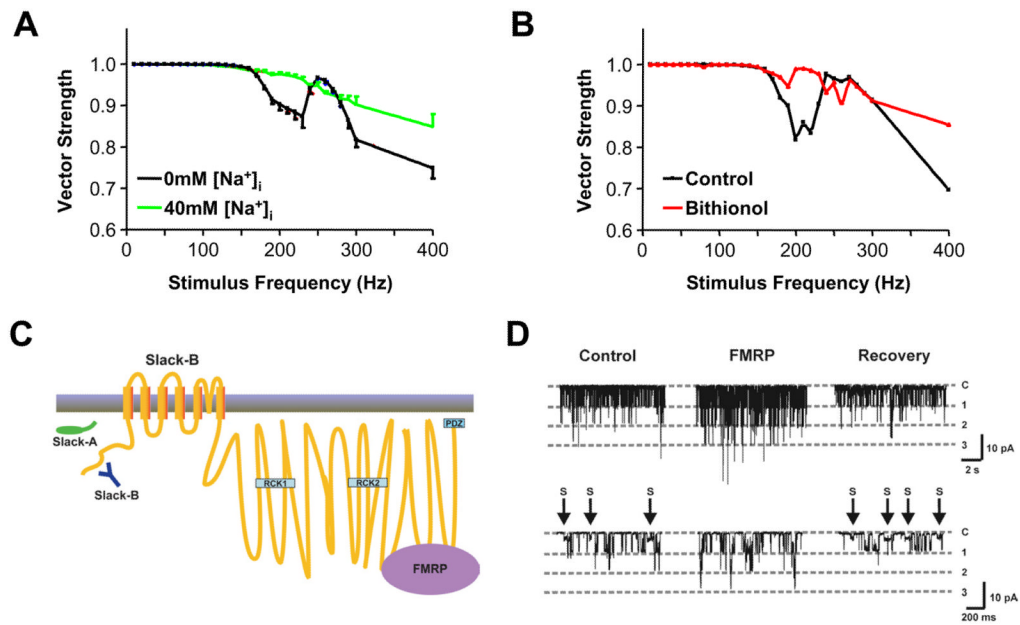 A
1.0
0.9
0.8
0.7
0.6
Vector Strength
0mM [Na⁺]ᵢ
40mM [Na⁺]ᵢ
0 100 200 300 400
Stimulus Frequency (Hz)
B
1.0
0.9
0.8
0.7
0.6
Vector Strength
Control
Bithionol
0 100 200 300 400
Stimulus Frequency (Hz)
C
Slack-B
Slack-A
Slack-B
PDZ
RCK1
RCK2
FMRP
D
Control FMRP Recovery
C
1
2
3
10 pA
2 s
S S S S S S S
C
1
2
3
10 pA
200 ms